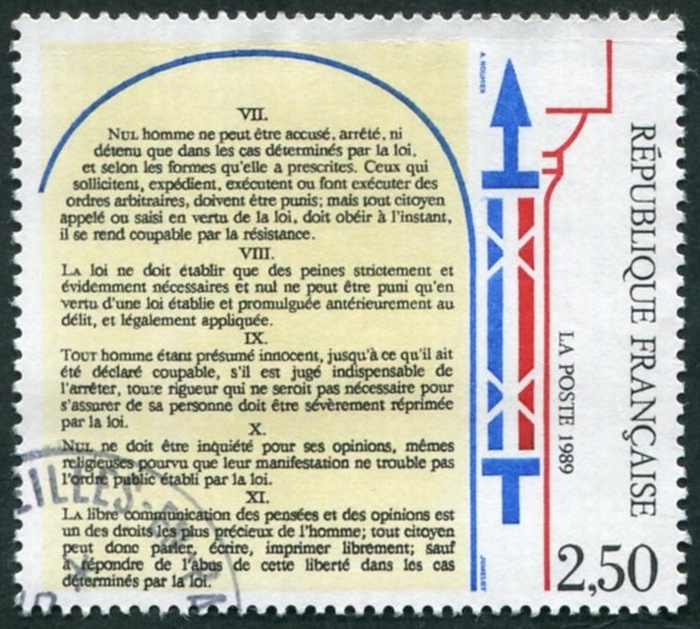 VII.
NUL homme ne peut être accusé, arrêté, ni
détenu que dans les cas déterminés par la loi,
et selon les formes qu'elle a prescrites. Ceux qui
sollicitent, expédient, exécutent ou font exécuter des
ordres arbitraires, doivent être punis; mais tout citoyen
appelé ou saisi en vertu de la loi, doit obéir à l'instant,
il se rend coupable par la résistance.
VIII.
LA loi ne doit établir que des peines strictement et
évidemment nécessaires et nul ne peut être puni qu'en
vertu d'une loi établie et promulguée antérieurement au
délit, et légalement appliquée.
IX.
TOUT homme étant présumé innocent, jusqu'à ce qu'il ait
été déclaré coupable, s'il est jugé indispensable de
l'arrêter, toute rigueur qui ne seroit pas nécessaire pour
s'assurer de sa personne doit être sévèrement réprimée
par la loi.
X.
NUL ne doit être inquiété pour ses opinions, mêmes
religieuses pourvu que leur manifestation ne trouble pas
l'ordre public établi par la loi.
XI.
LA libre communication des pensées et des opinions est
un des droits les plus précieux de l'homme; tout citoyen
peut donc parler, écrire, imprimer librement; sauf
à répondre de l'abus de cette liberté dans les cas
déterminés par la loi.
A. ROUHIER
JUMELET
LA POSTE 1989
RÉPUBLIQUE FRANÇAISE
2,50